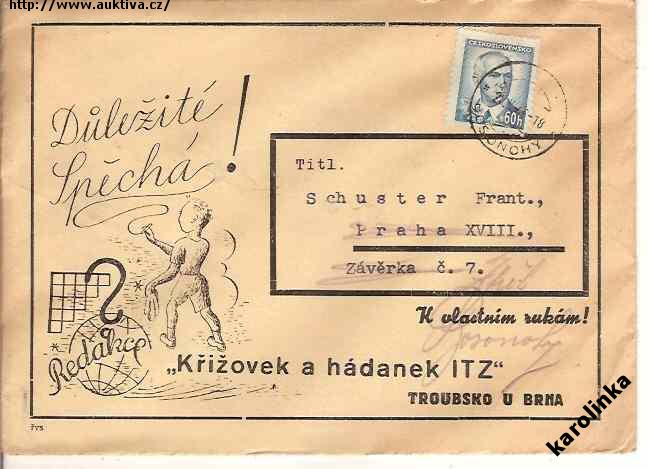 http://www.auktiva.cz/
Důležité
Spěchá!
ČESKOSLOVENSKO
60h
Titl.
Schuster Frant.,
Praha XVIII.,
Závěrka č. 7.
K vlastním rukám!
Redakce
„Křižovek a hádanek ITZ"
TROUBSKO U BRNA
karolinka